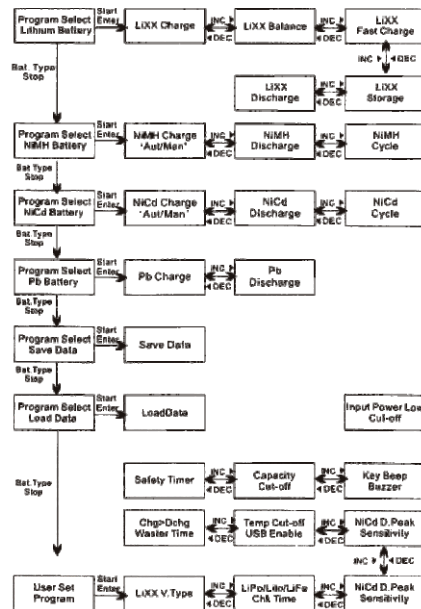 Program Select
Lithium Battery
Start
Enter
LiXX Charge
INC
DEC
LiXX Balance
INC
DEC
LiXX
Fast Charge
Bat. Type
Stop
INC
DEC
LiXX
Discharge
INC
DEC
LiXX
Storage
Program Select
NiMH Battery
Start
Enter
NiMH Charge
'Aut/Man'
INC
DEC
NiMH
Discharge
INC
DEC
NiMH
Cycle
Bat.Type
Stop
Program Select
NiCd Battery
Start
Enter
NiCd Charge
'Aut/Man'
INC
DEC
NiCd
Discharge
INC
DEC
NiCd
Cycle
Bat.Type
Stop
Program Select
Pb Battery
Start
Enter
Pb Charge
INC
DEC
Pb
Discharge
Bat.Type
Stop
Program Select
Save Data
Start
Enter
Save Data
Bat.Type
Stop
Program Select
Load Data
Start
Enter
LoadData
Input Power Low
Cut-off
Bat.Type
Stop
Safety Timer
INC
DEC
Capacity
Cut-off
INC
DEC
Key Beep
Buzzer
Chg>Dchg
Waster Time
INC
DEC
Temp Cut-off
USB Enable
INC
DEC
NiCd D.Peak
Sensitivity
INC
DEC
User Set
Program
Start
Enter
LiXX V.Type
INC
DEC
LiPo/LiIo/LiFe
Chk Time
INC
DEC
NiCd D.Peak
Sensitivity